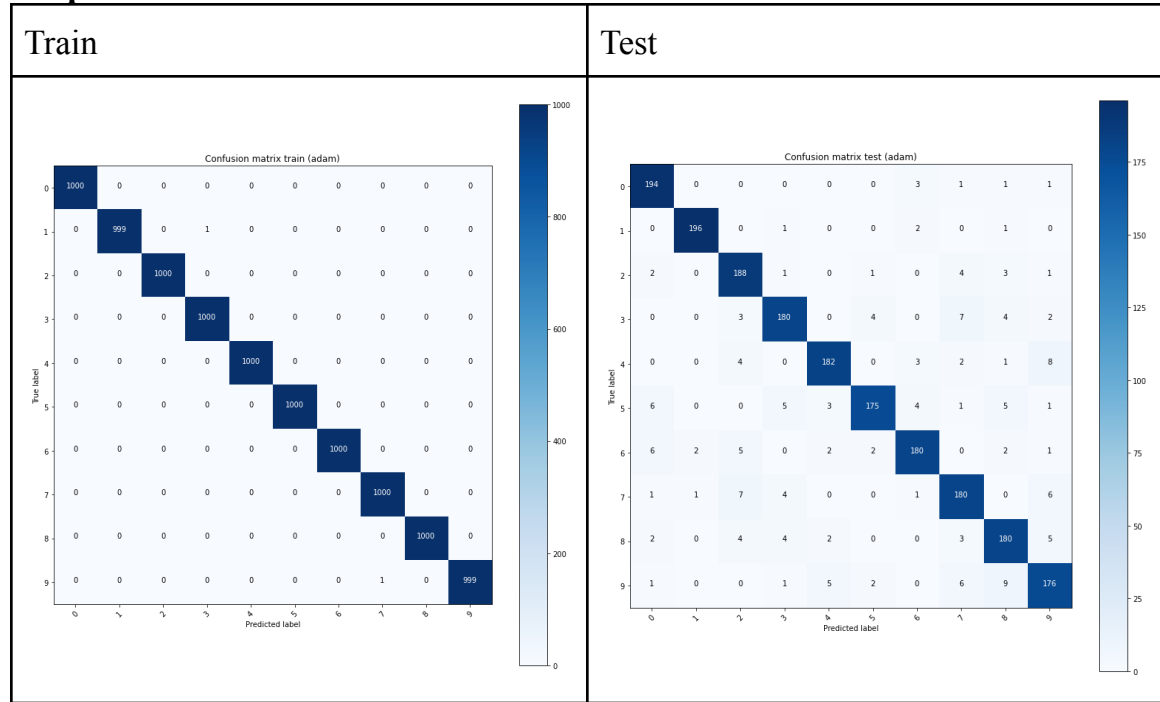 Train
Test
Confusion matrix train (adam)
1000
800
600
400
200
0
True label
0 1000 0 0 0 0 0 0 0 0 0
1 0 999 0 1 0 0 0 0 0 0
2 0 0 1000 0 0 0 0 0 0 0
3 0 0 0 1000 0 0 0 0 0 0
4 0 0 0 0 1000 0 0 0 0 0
5 0 0 0 0 0 1000 0 0 0 0
6 0 0 0 0 0 0 1000 0 0 0
7 0 0 0 0 0 0 0 1000 0 0
8 0 0 0 0 0 0 0 0 1000 0
9 0 0 0 0 0 0 0 1 0 999
0 1 2 3 4 5 6 7 8 9
Predicted label
Confusion matrix test (adam)
175
150
125
100
75
50
25
0
True label
0 194 0 0 0 0 0 3 1 1 1
1 0 196 0 1 0 0 2 0 1 0
2 2 0 188 1 0 1 0 4 3 1
3 0 0 3 180 0 4 0 7 4 2
4 0 0 4 0 182 0 3 2 1 8
5 6 0 0 5 3 175 4 1 5 1
6 6 2 5 0 2 2 180 0 2 1
7 1 1 7 4 0 0 1 180 0 6
8 2 0 4 4 2 0 0 3 180 5
9 1 0 0 1 5 2 0 6 9 176
0 1 2 3 4 5 6 7 8 9
Predicted label